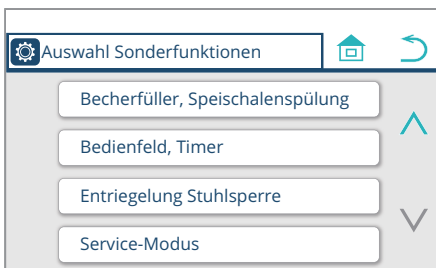 Auswahl Sonderfunktionen
Becherfüller, Speischalenspülung
Bedienfeld, Timer
Entriegelung Stuhlsperre
Service-Modus